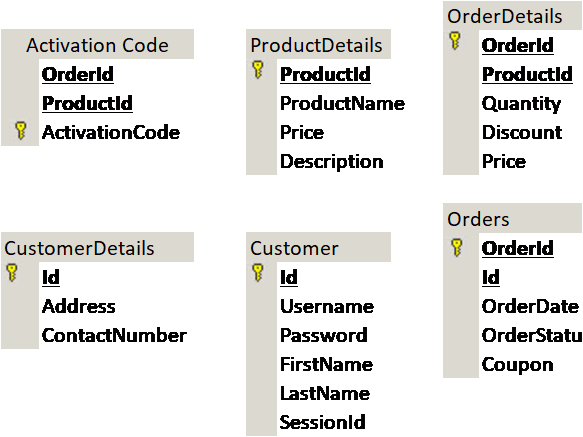 Activation Code
OrderId
ProductId
ActivationCode
ProductDetails
ProductId
ProductName
Price
Description
OrderDetails
OrderId
ProductId
Quantity
Discount
Price
CustomerDetails
Id
Address
ContactNumber
Customer
Id
Username
Password
FirstName
LastName
SessionId
Orders
OrderId
Id
OrderDate
OrderStatu
Coupon